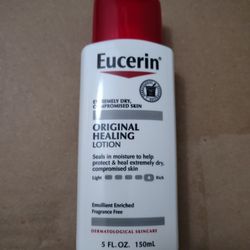 Eucerin®
EXTREMELY DRY,
COMPROMISED SKIN
ORIGINAL
HEALING
LOTION
Seals in moisture to help
protect & heal extremely dry,
compromised skin
Light Rich
Emollient Enriched
Fragrance Free
DERMATOLOGICAL SKINCARE
5 FL. OZ. 150mL